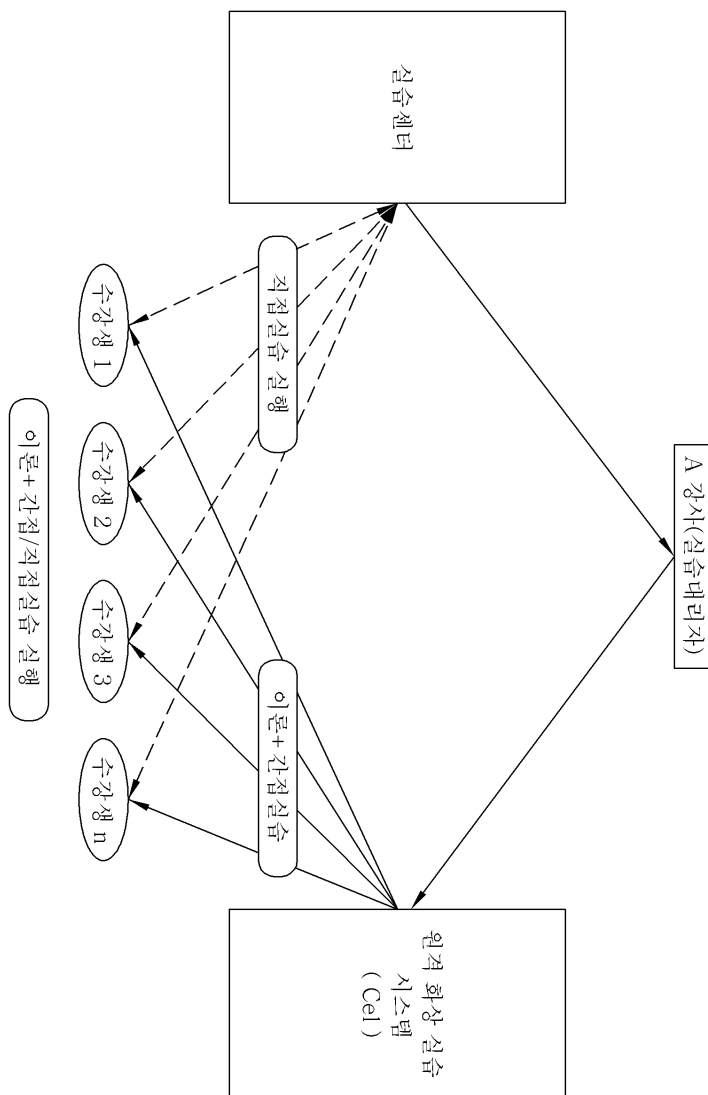 A 강사(실습대리자)
실습센터
원격 화상 실습
시스템
(Cel)
직접실습 실행
이론+간접실습
수강생 1
수강생 2
수강생 3
수강생 n
이론+간접/직접실습 실행